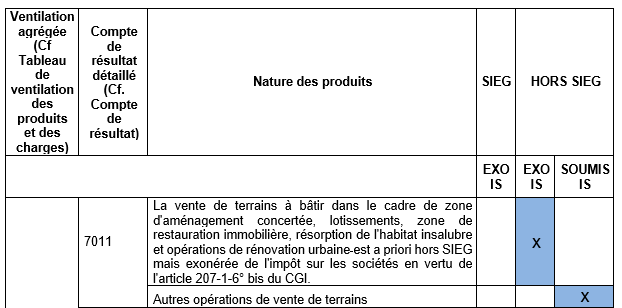 Ventilation
agrégée
(Cf
Tableau
de
ventilation
des
produits
et des
charges)
Compte
de
résultat
détaillé
(Cf.
Compte
de
résultat)
Nature des produits
SIEG
HORS SIEG
EXO
IS
EXO
IS
SOUMIS
IS
7011
La vente de terrains à bâtir dans le cadre de zone
d'aménagement concertée, lotissements, zone de
restauration immobilière, résorption de l'habitat insalubre
et opérations de rénovation urbaine-est a priori hors SIEG
mais exonérée de l'impôt sur les sociétés en vertu de
l'article 207-1-6° bis du CGI.
X
Autres opérations de vente de terrains
X